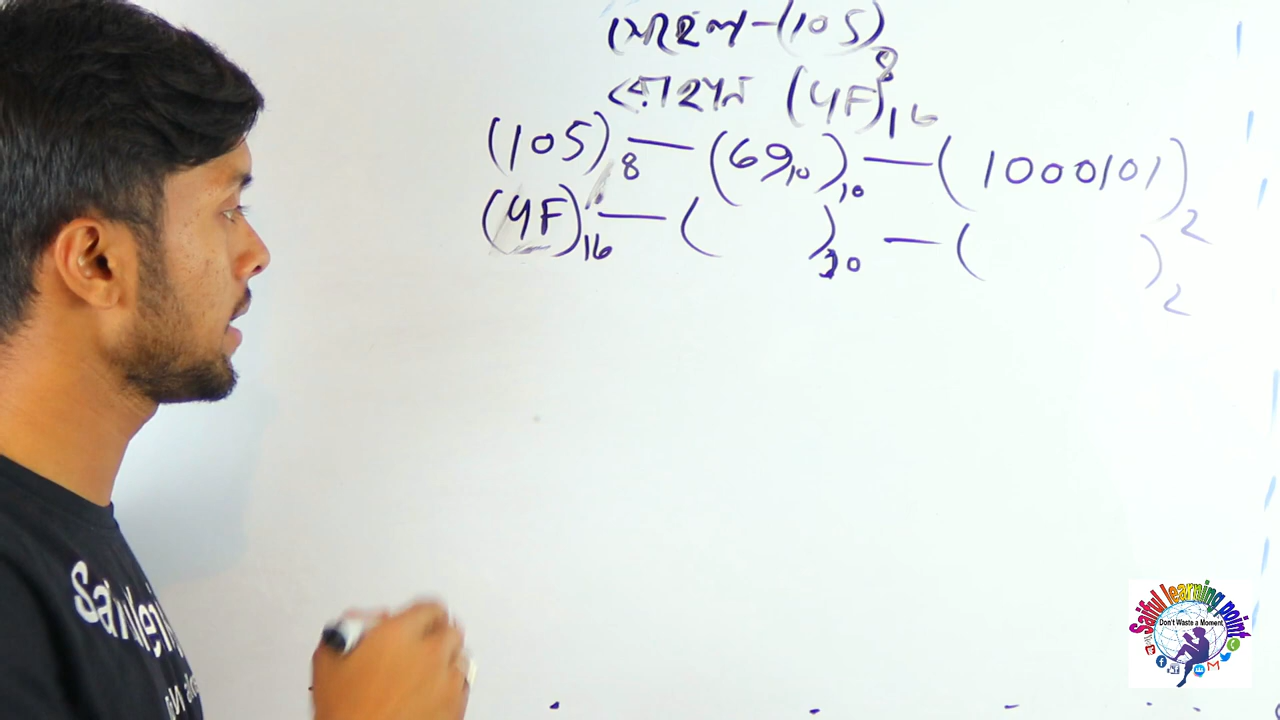 সোহেল-(105)8
রোহান (4F)16
(105)8 — (6910)10 — (1000101)2
(4F)16 — ( )10 — ( )2
Saiful learning point
Don't Waste a Moment